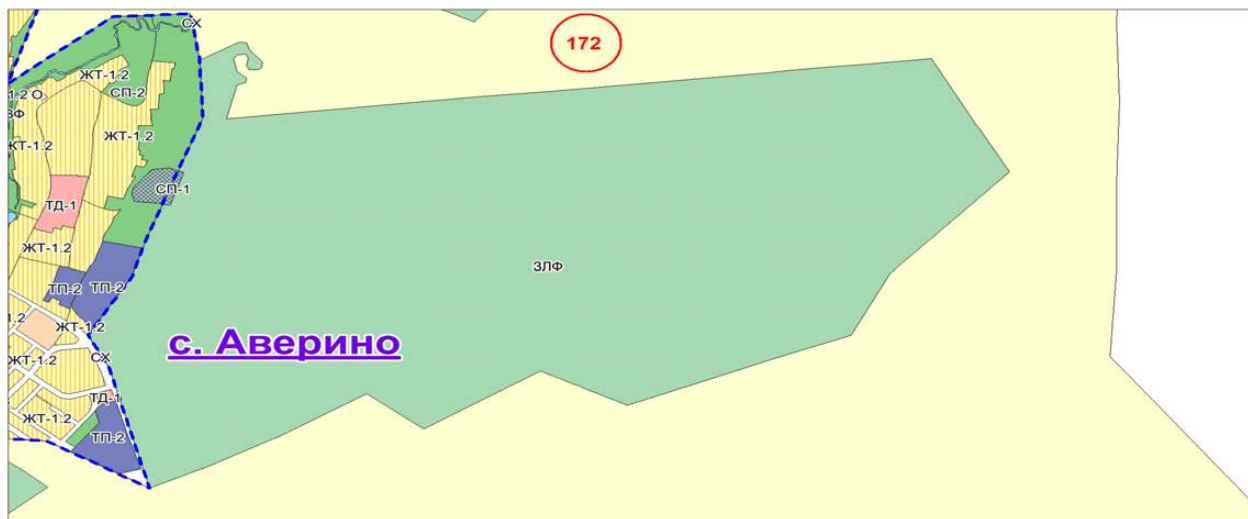 СХ
172
ЖТ-1.2
СП-2
1.2 О
ЗФ
ЖТ-1.2
ЖТ-1.2
СП-1
ТД-1
ЖТ-1.2
ЗЛФ
ТП-2
ТП-2
1.2
ЖТ-1.2
с. Аверино
СХ
ЖТ-1.2
ТД-1
ЖТ-1.2
ТП-2